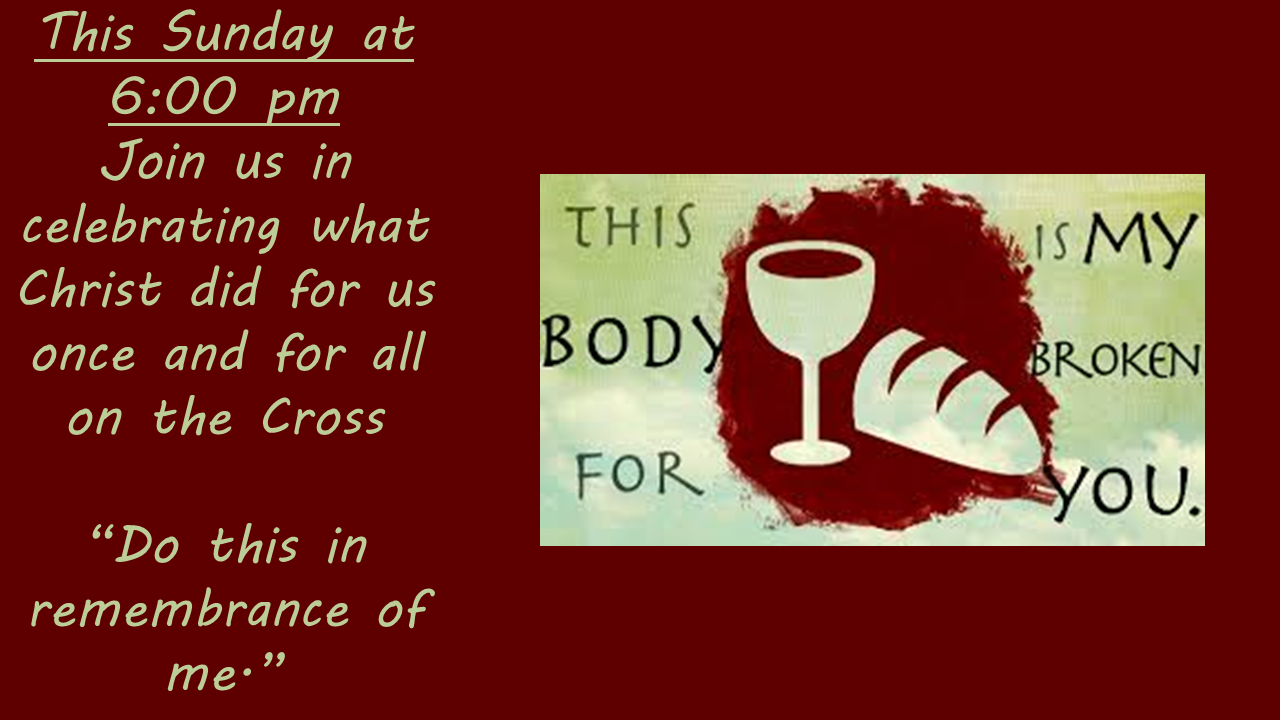 This Sunday at
6:00 pm
Join us in
celebrating what
Christ did for us
once and for all
on the Cross
“Do this in
remembrance of
me.”
THIS IS MY
BODY BROKEN
FOR YOU.